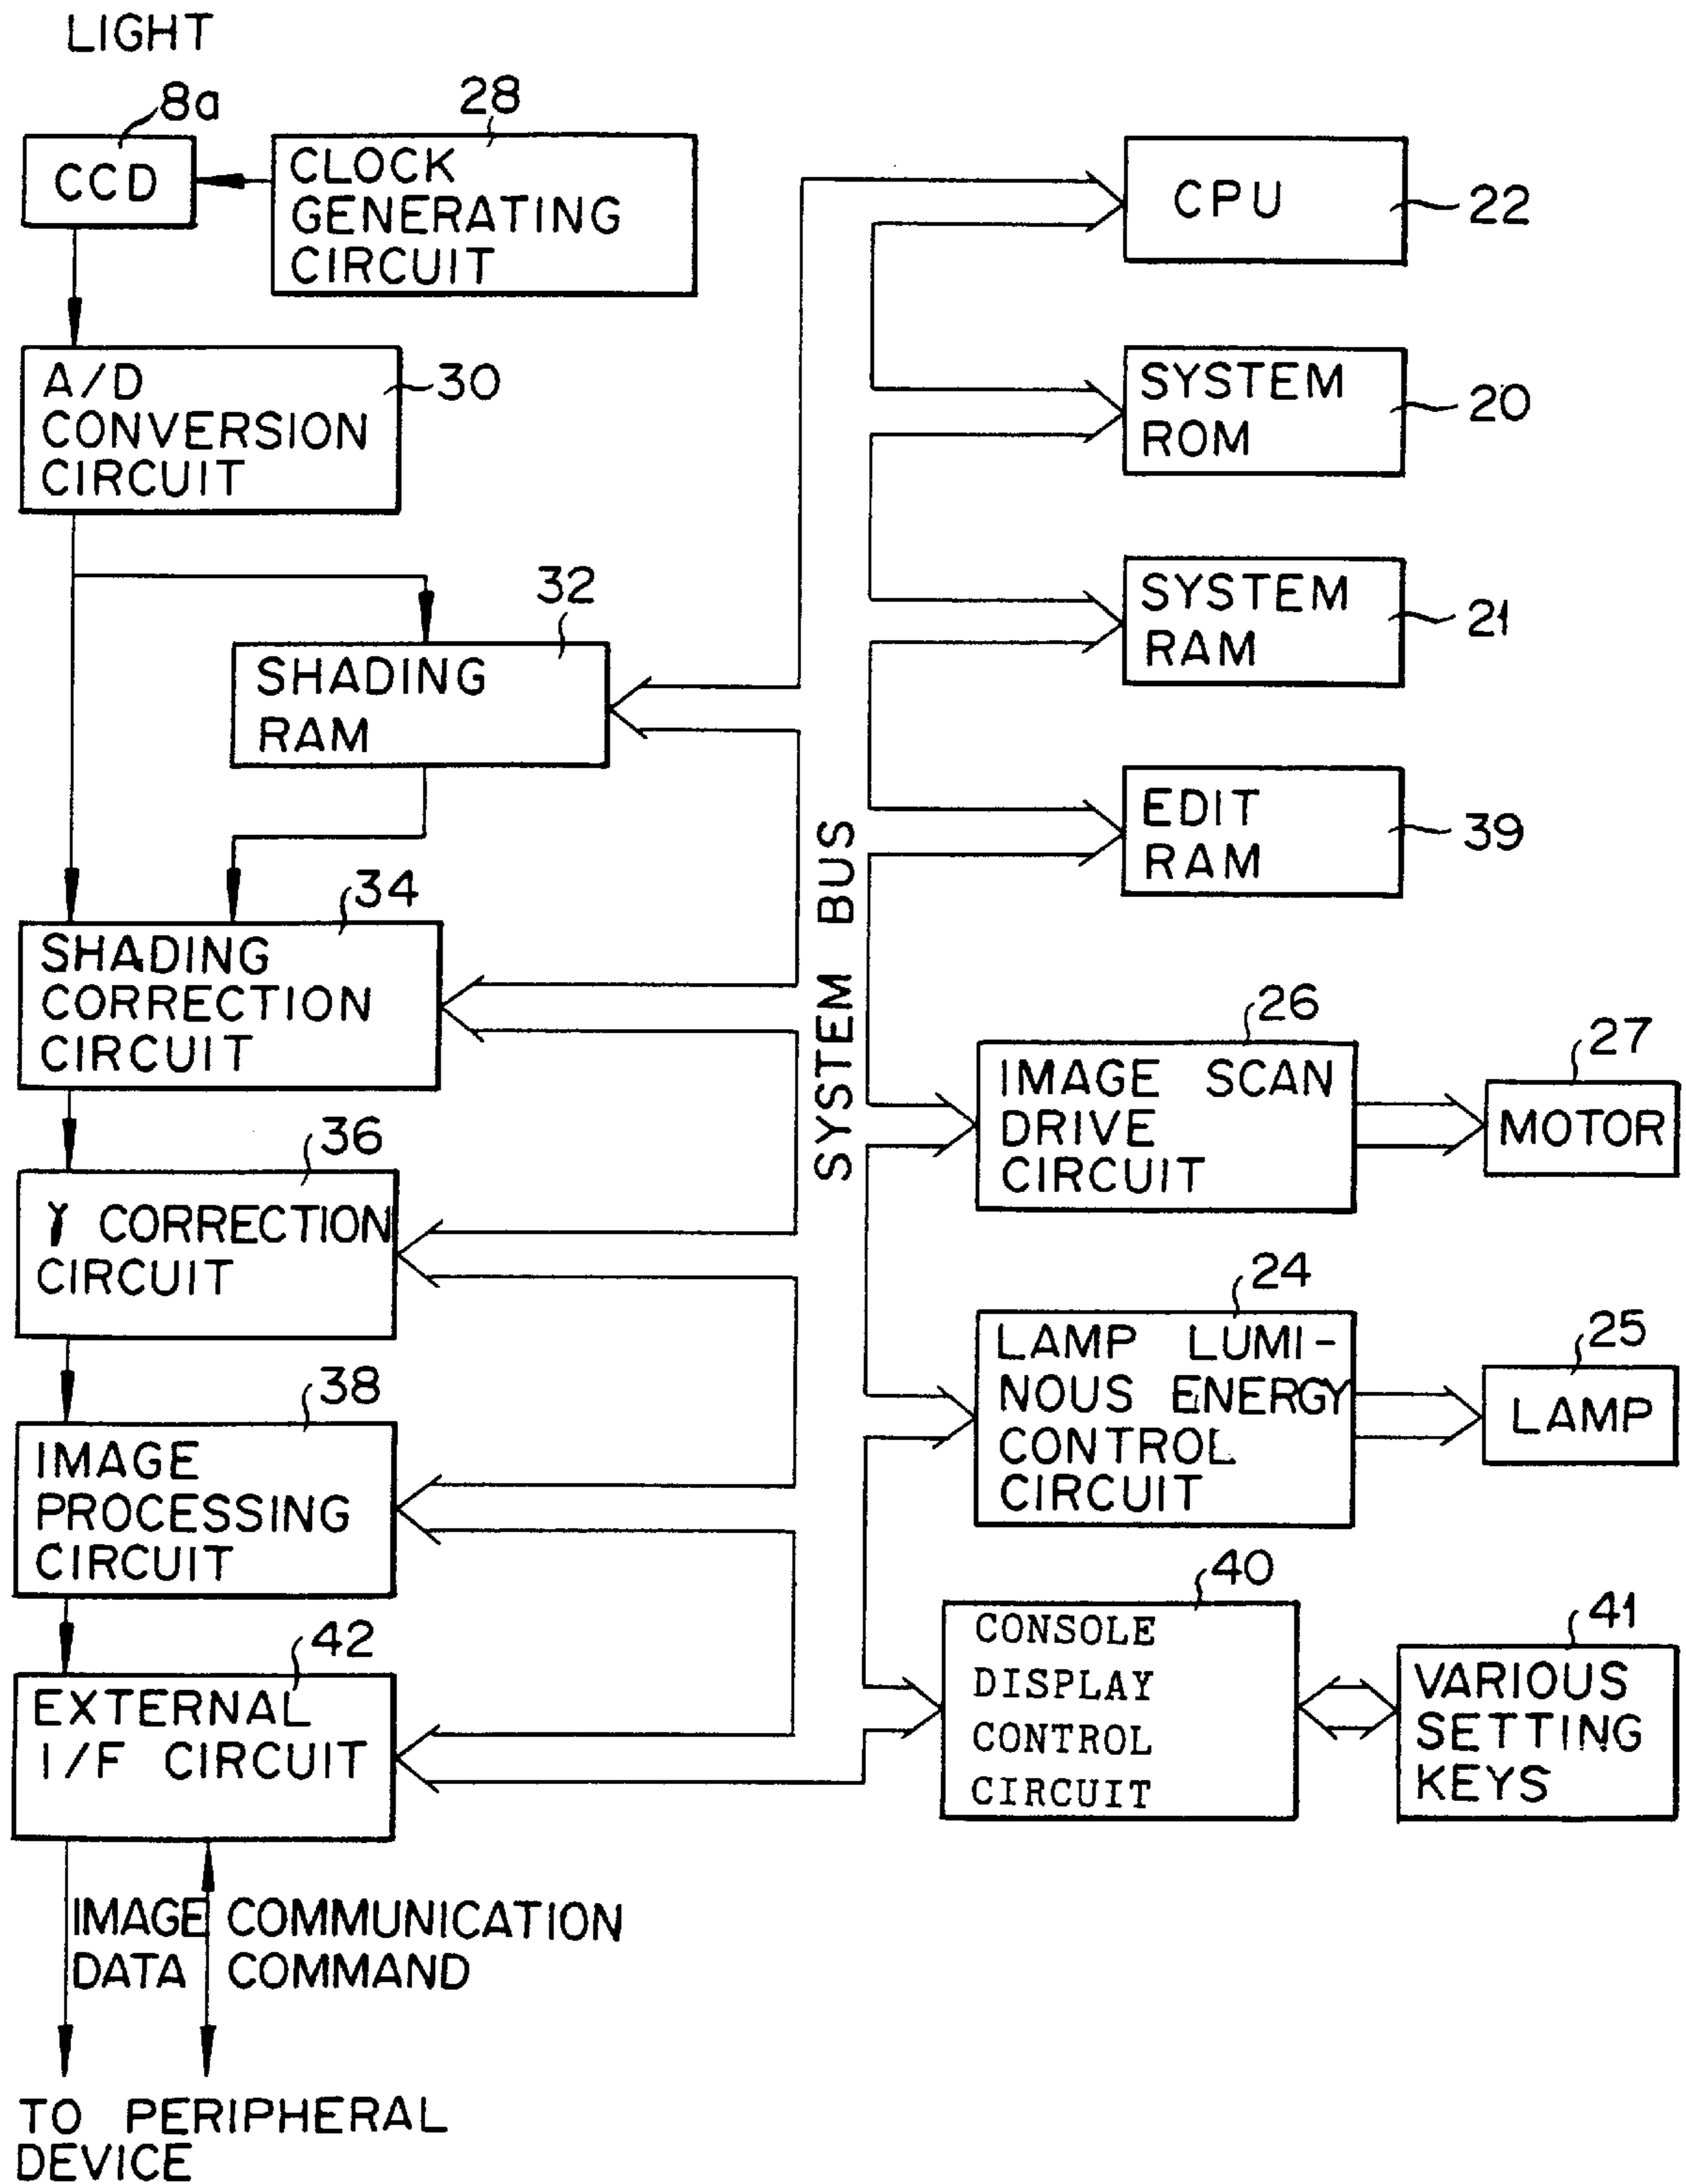 LIGHT
8a
CCD
28
CLOCK
GENERATING
CIRCUIT
A/D
CONVERSION
CIRCUIT
30
32
SHADING
RAM
34
SHADING
CORRECTION
CIRCUIT
36
γ CORRECTION
CIRCUIT
38
IMAGE
PROCESSING
CIRCUIT
42
EXTERNAL
I/F CIRCUIT
IMAGE
DATA
COMMUNICATION
COMMAND
TO PERIPHERAL
DEVICE
SYSTEM BUS
CPU
22
SYSTEM
ROM
20
SYSTEM
RAM
21
EDIT
RAM
39
26
IMAGE SCAN
DRIVE
CIRCUIT
27
MOTOR
24
LAMP LUMI-
NOUS ENERGY
CONTROL
CIRCUIT
25
LAMP
40
CONSOLE
DISPLAY
CONTROL
CIRCUIT
41
VARIOUS
SETTING
KEYS